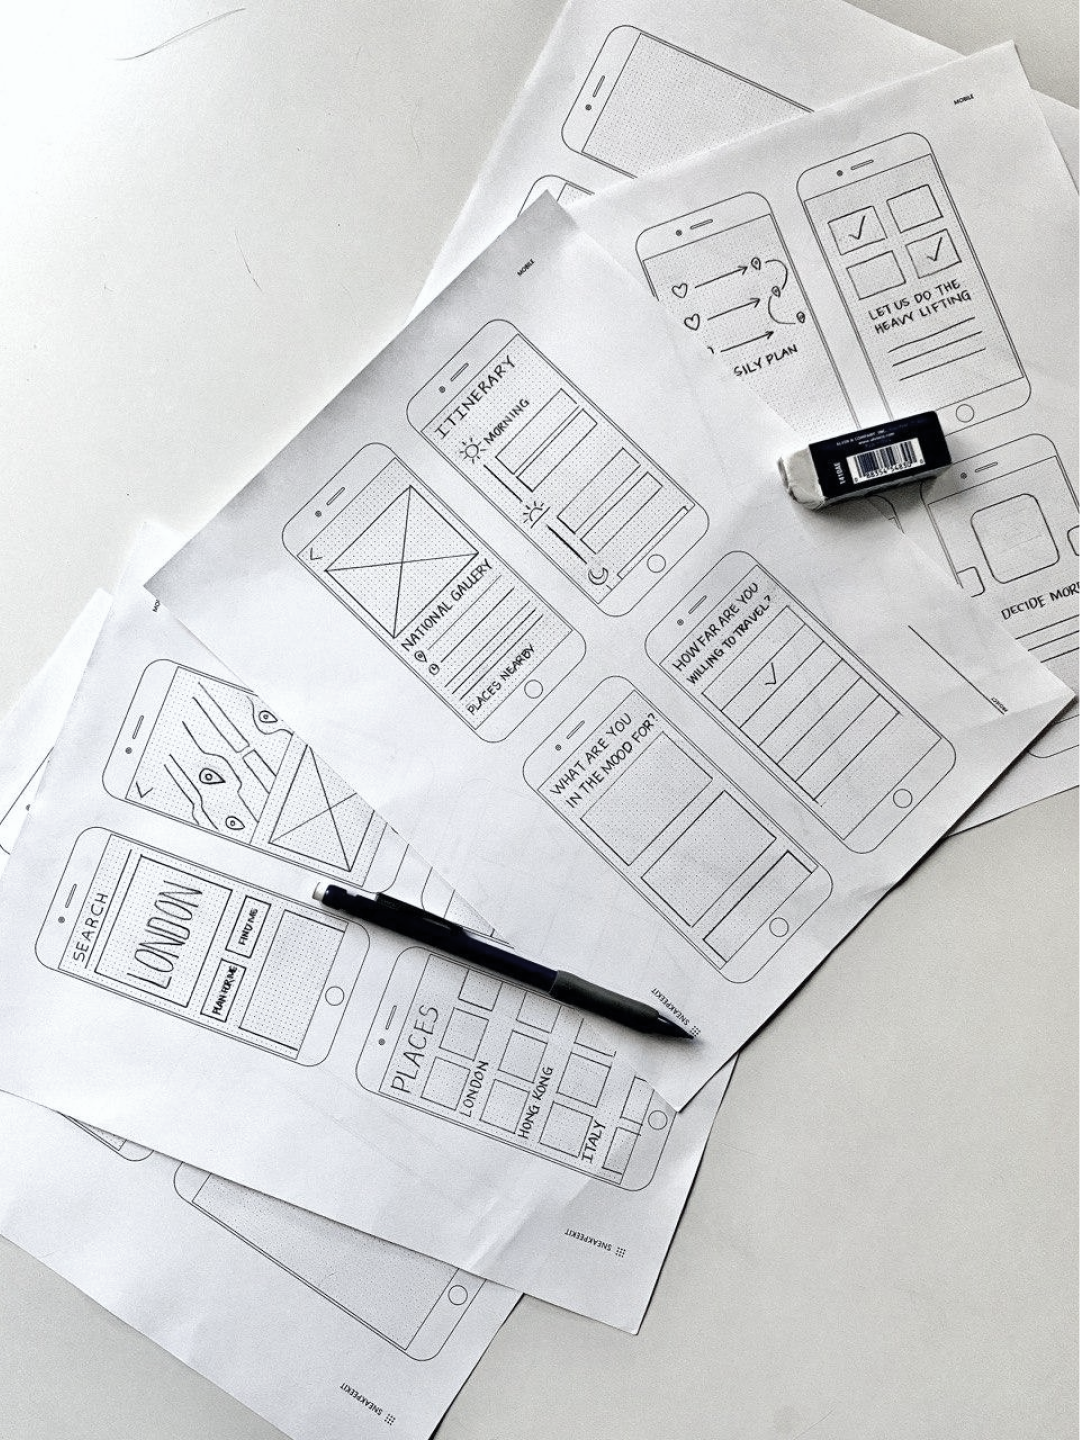 MOBILE
LET US DO THE
HEAVY LIFTING
SILY PLAN
DECIDE MOR
MOBILE
ITINERARY
MORNING
NATIONAL GALLERY
PLACES NEARBY
HOW FAR ARE YOU
WILLING TO TRAVEL?
WHAT ARE YOU
IN THE MOOD FOR?
SNEAKPEEKIT
MO
SEARCH
LONDON
FIND ME
PLAN FOR ME
PLACES
LONDON
HONG KONG
ITALY
SNEAKPEEKIT
SNEAKPEEKIT